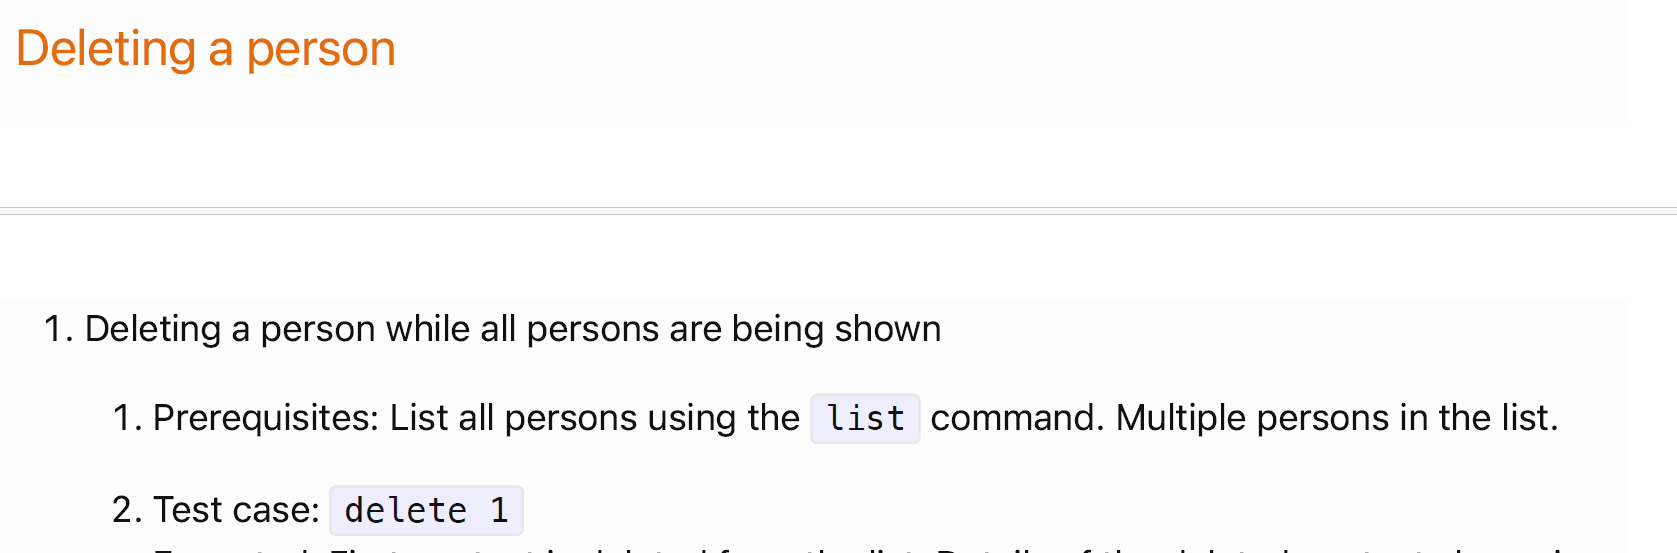 Deleting a person
1. Deleting a person while all persons are being shown
1. Prerequisites: List all persons using the list command. Multiple persons in the list.
2. Test case: delete 1